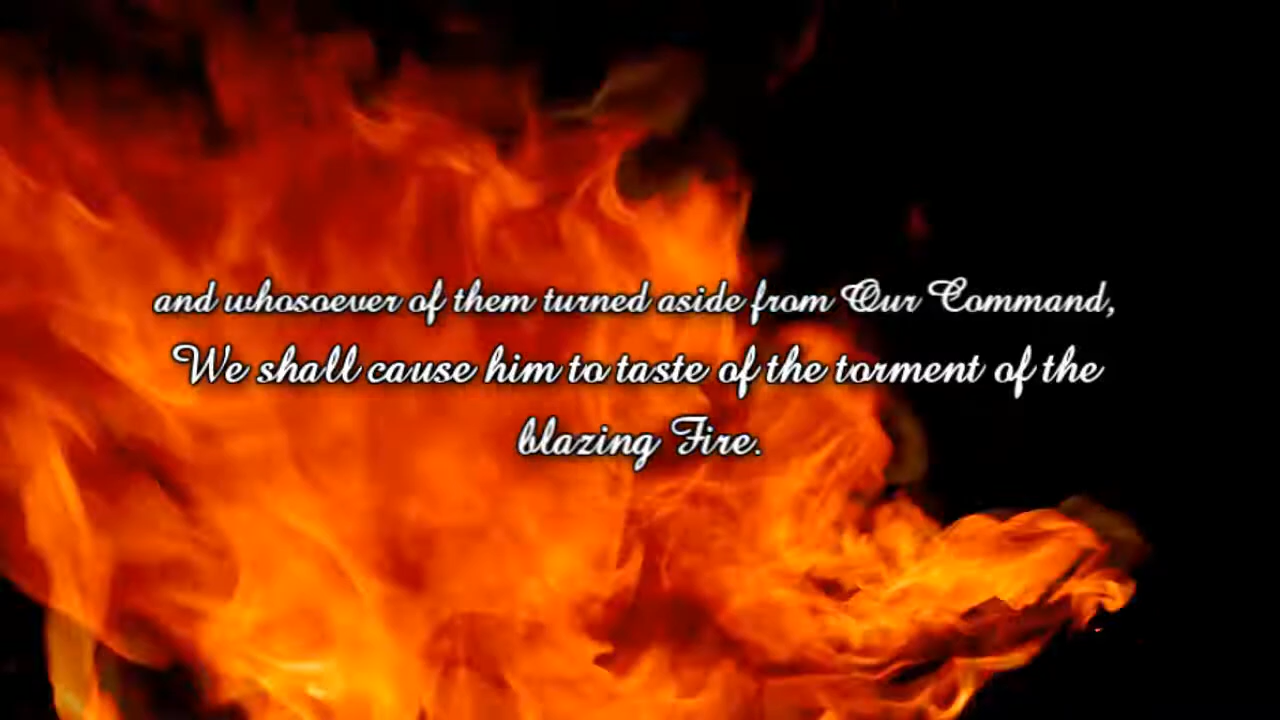 and whosoever of them turned aside from Our Command,
We shall cause him to taste of the torment of the
blazing Fire.